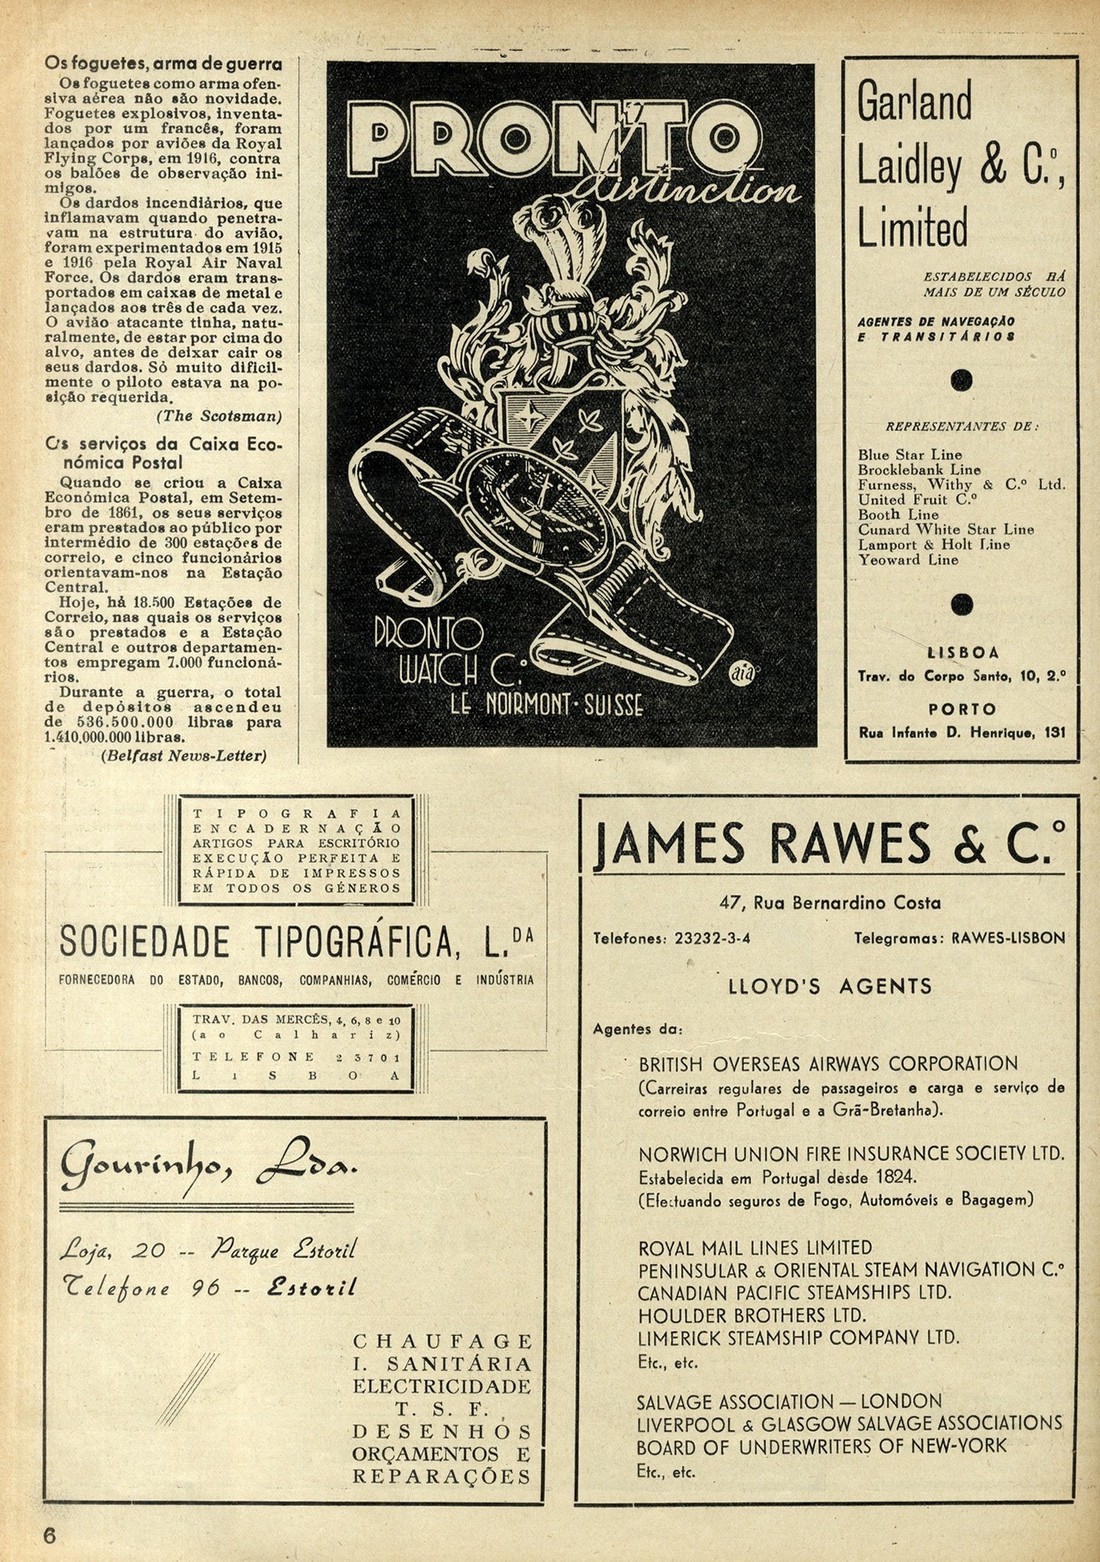 Os foguetes, arma de guerra
Os foguetes como arma ofen-
siva aérea não são novidade.
Foguetes explosivos, inventa-
dos por um francês, foram
lançados por aviões da Royal
Flying Corps, em 1916, contra
os balões de observação ini-
migos.
Os dardos incendiários, que
inflamavam quando penetra-
vam na estrutura do avião,
foram experimentados em 1915
e 1916 pela Royal Air Naval
Force. Os dardos eram trans-
portados em caixas de metal e
lançados aos três de cada vez.
O avião atacante tinha, natu-
ralmente, de estar por cima do
alvo, antes de deixar cair os
seus dardos. Só muito dificil-
mente o piloto estava na po-
sição requerida.
(The Scotsman)
Os serviços da Caixa Eco-
nómica Postal
Quando se criou a Caixa
Económica Postal, em Setem-
bro de 1861, os seus serviços
eram prestados ao público por
intermédio de 300 estações de
correio, e cinco funcionários
orientavam-nos na Estação
Central.
Hoje, há 18.500 Estações de
Correio, nas quais os serviços
são prestados e a Estação
Central e outros departamen-
tos empregam 7.000 funcioná-
rios.
Durante a guerra, o total
de depósitos ascendeu
de 536.500.000 libras para
1.410.000.000 libras.
(Belfast News-Letter)
PRONTO
distinction
PRONTO
WATCH Co:
LE NOIRMONT · SUISSE
aia
Garland
Laidley & C.º,
Limited
ESTABELECIDOS HÁ
MAIS DE UM SÉCULO
AGENTES DE NAVEGAÇÃO
E TRANSITÁRIOS
REPRESENTANTES DE:
Blue Star Line
Brocklebank Line
Furness, Withy & C.º Ltd.
United Fruit C.º
Booth Line
Cunard White Star Line
Lamport & Holt Line
Yeoward Line
LISBOA
Trav. do Corpo Santo, 10, 2.º
PORTO
Rua Infante D. Henrique, 131
TIPOGRAFIA
ENCADERNAÇÃO
ARTIGOS PARA ESCRITÓRIO
EXECUÇÃO PERFEITA E
RÁPIDA DE IMPRESSOS
EM TODOS OS GÉNEROS
SOCIEDADE TIPOGRÁFICA, L.DA
FORNECEDORA DO ESTADO, BANCOS, COMPANHIAS, COMÉRCIO E INDÚSTRIA
TRAV. DAS MERCÊS, 4, 6, 8 e 10
(ao Calhariz)
TELEFONE 23701
LISBOA
Gourinho, Lda.
Loja, 20 -- Parque Estoril
Telefone 96 -- Estoril
CHAUFAGE
I. SANITÁRIA
ELECTRICIDADE
T. S. F.
DESENHOS
ORÇAMENTOS E
REPARAÇÕES
JAMES RAWES & C.º
47, Rua Bernardino Costa
Telefones: 23232-3-4 Telegramas: RAWES-LISBON
LLOYD'S AGENTS
Agentes da:
BRITISH OVERSEAS AIRWAYS CORPORATION
(Carreiras regulares de passageiros e carga e serviço de
correio entre Portugal e a Grã-Bretanha).
NORWICH UNION FIRE INSURANCE SOCIETY LTD.
Estabelecida em Portugal desde 1824.
(Efectuando seguros de Fogo, Automóveis e Bagagem)
ROYAL MAIL LINES LIMITED
PENINSULAR & ORIENTAL STEAM NAVIGATION C.º
CANADIAN PACIFIC STEAMSHIPS LTD.
HOULDER BROTHERS LTD.
LIMERICK STEAMSHIP COMPANY LTD.
Etc., etc.
SALVAGE ASSOCIATION — LONDON
LIVERPOOL & GLASGOW SALVAGE ASSOCIATIONS
BOARD OF UNDERWRITERS OF NEW-YORK
Etc., etc.
6